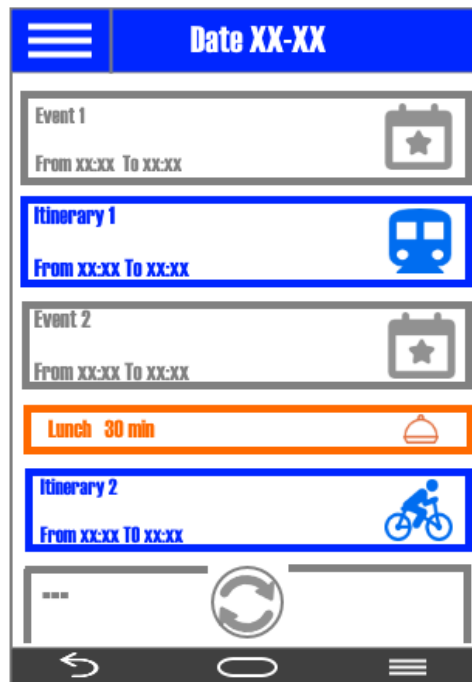 Date XX-XX
Event 1
From xx:xx To xx:xx
Itinerary 1
From xx:xx To xx:xx
Event 2
From xx:xx To xx:xx
Lunch 30 min
Itinerary 2
From xx:xx TO xx:xx
---